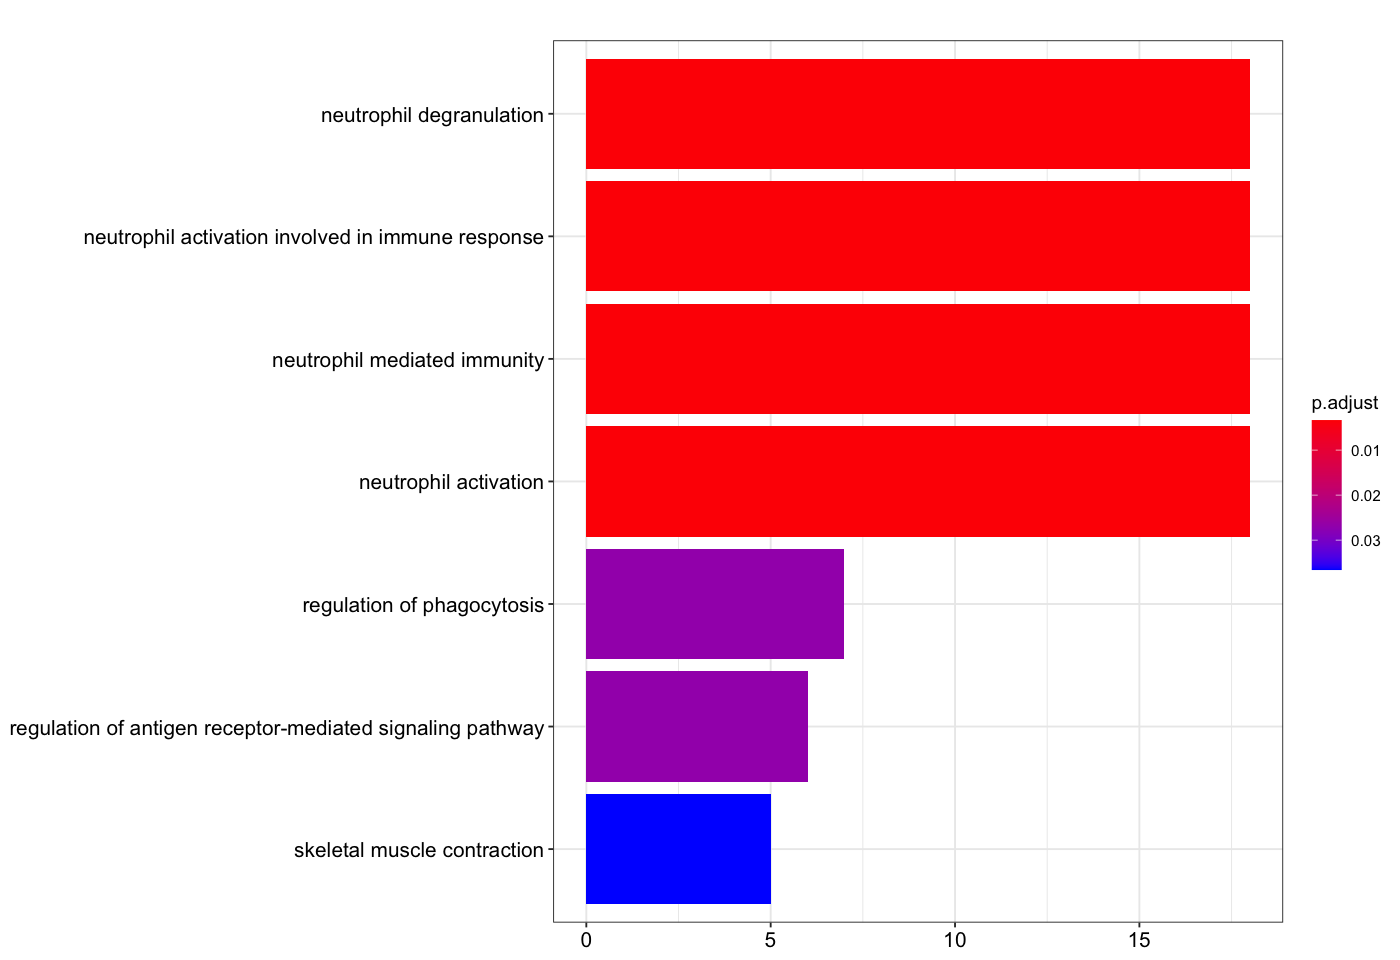 neutrophil degranulation
neutrophil activation involved in immune response
neutrophil mediated immunity
neutrophil activation
regulation of phagocytosis
regulation of antigen receptor-mediated signaling pathway
skeletal muscle contraction
0 5 10 15
p.adjust
0.01
0.02
0.03